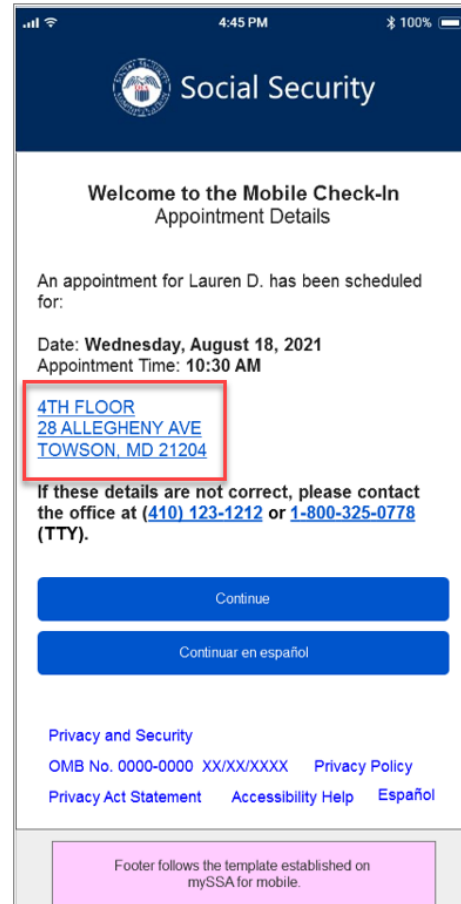 4:45 PM
100%
Social Security
Welcome to the Mobile Check-In
Appointment Details
An appointment for Lauren D. has been scheduled
for:
Date: Wednesday, August 18, 2021
Appointment Time: 10:30 AM
4TH FLOOR
28 ALLEGHENY AVE
TOWSON, MD 21204
If these details are not correct, please contact
the office at (410) 123-1212 or 1-800-325-0778
(TTY).
Continue
Continuar en español
Privacy and Security
OMB No. 0000-0000 XX/XX/XXXX Privacy Policy
Privacy Act Statement Accessibility Help Español
Footer follows the template established on
mySSA for mobile.